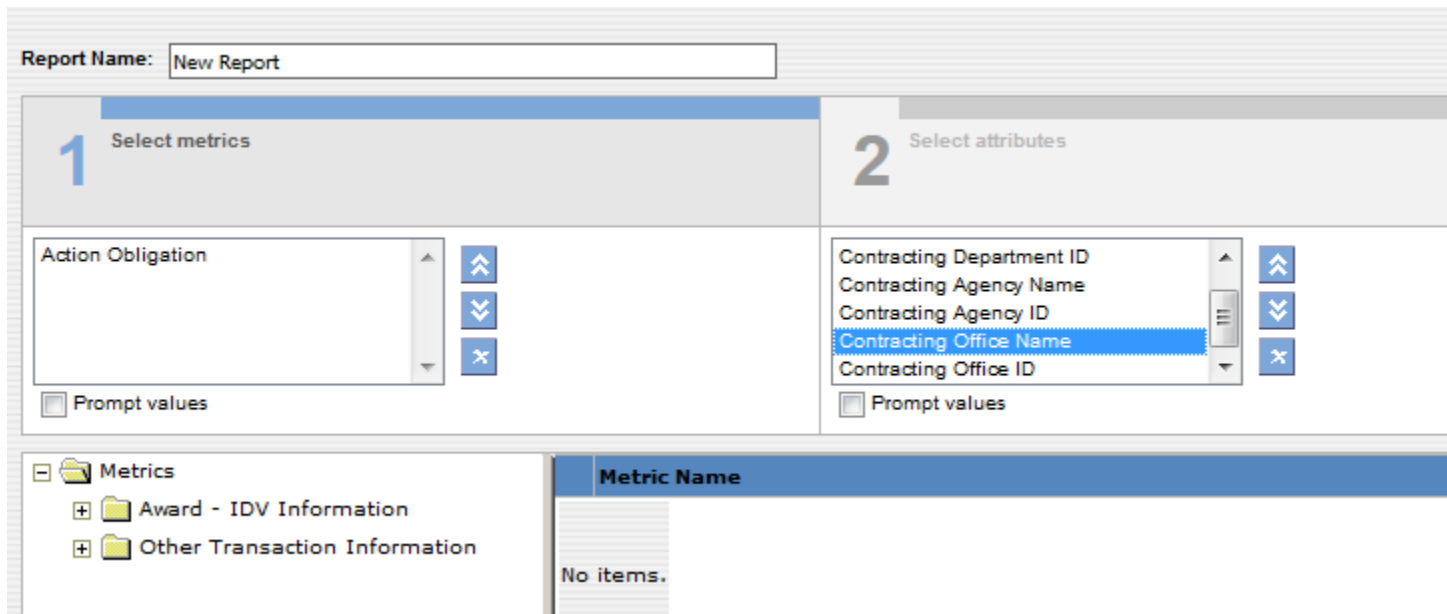 Report Name: New Report
1 Select metrics
2 Select attributes
Action Obligation
Prompt values
Contracting Department ID
Contracting Agency Name
Contracting Agency ID
Contracting Office Name
Contracting Office ID
Prompt values
Metrics
Award - IDV Information
Other Transaction Information
Metric Name
No items.